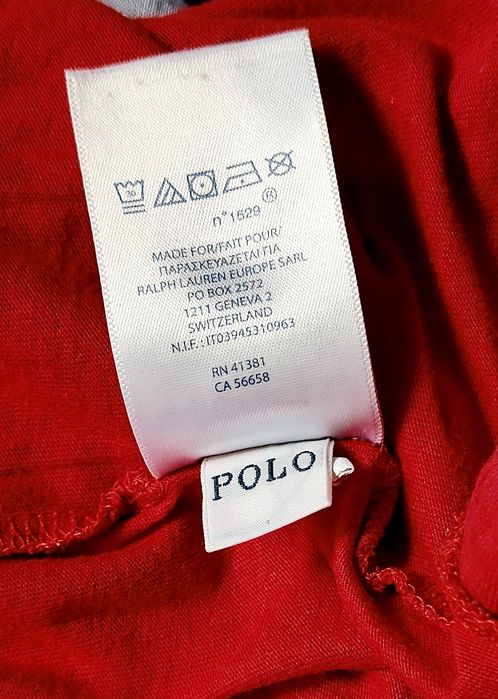 30
n° 1529 ®
MADE FOR/FAIT POUR/
ΠΑΡΑΣΚΕΥΑΖΕΤΑΙ ΓΙΑ
RALPH LAUREN EUROPE SARL
PO BOX 2572
1211 GENEVA 2
SWITZERLAND
N.I.F.: IT03945310963
RN 41381
CA 56658
POLO